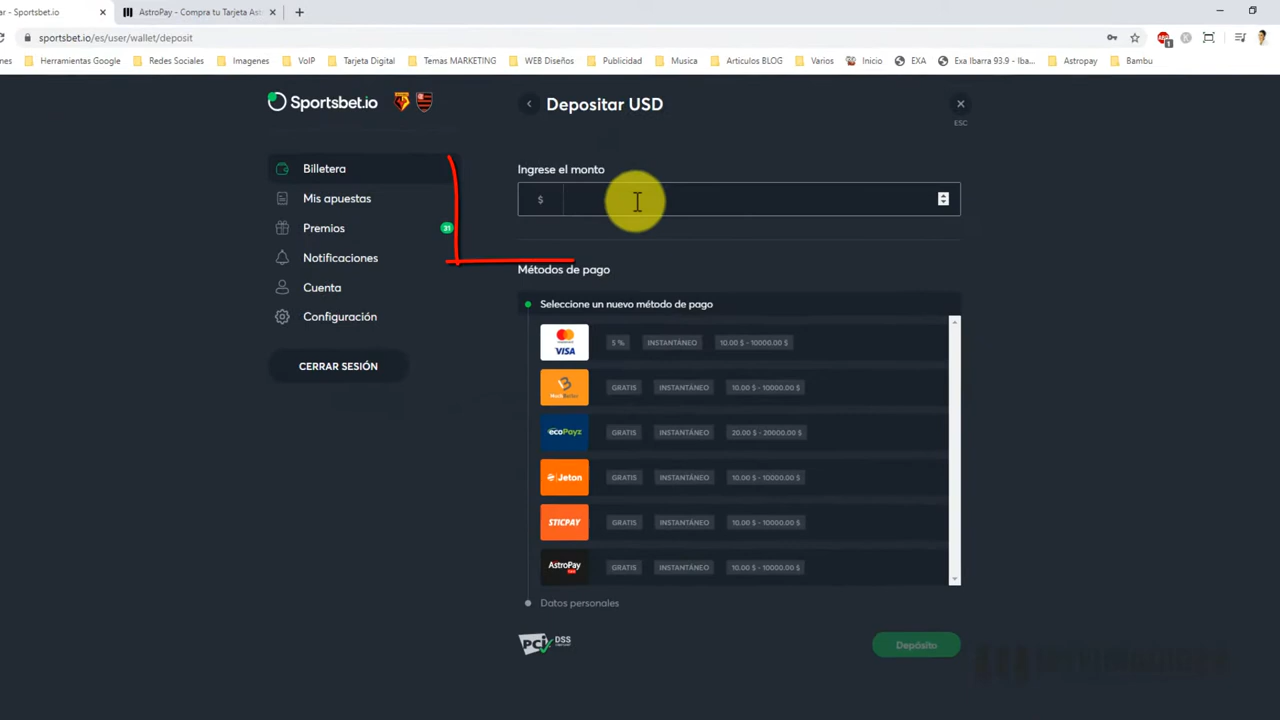 ar - Sportsbet.io
AstroPay - Compra tu Tarjeta Ast
sportsbet.io/es/user/wallet/deposit
nes
Herramientas Google
Redes Sociales
Imagenes
VoIP
Tarjeta Digital
Temas MARKETING
WEB Diseños
Publicidad
Musica
Articulos BLOG
Varios
Inicio
EXA
Exa Ibarra 93.9 - Iba...
Astropay
Bambu
Sportsbet.io
Depositar USD
ESC
Billetera
Mis apuestas
Premios
31
Notificaciones
Cuenta
Configuración
CERRAR SESIÓN
Ingrese el monto
$
Métodos de pago
Seleccione un nuevo método de pago
VISA
5 %
INSTANTÁNEO
10.00 $ - 10000.00 $
GRATIS
INSTANTÁNEO
10.00 $ - 10000.00 $
ecoPayz
GRATIS
INSTANTÁNEO
20.00 $ - 20000.00 $
Jeton
GRATIS
INSTANTÁNEO
10.00 $ - 10000.00 $
STICPAY
GRATIS
INSTANTÁNEO
10.00 $ - 10000.00 $
AstroPay
GRATIS
INSTANTÁNEO
10.00 $ - 10000.00 $
Datos personales
PCI DSS
Depósito